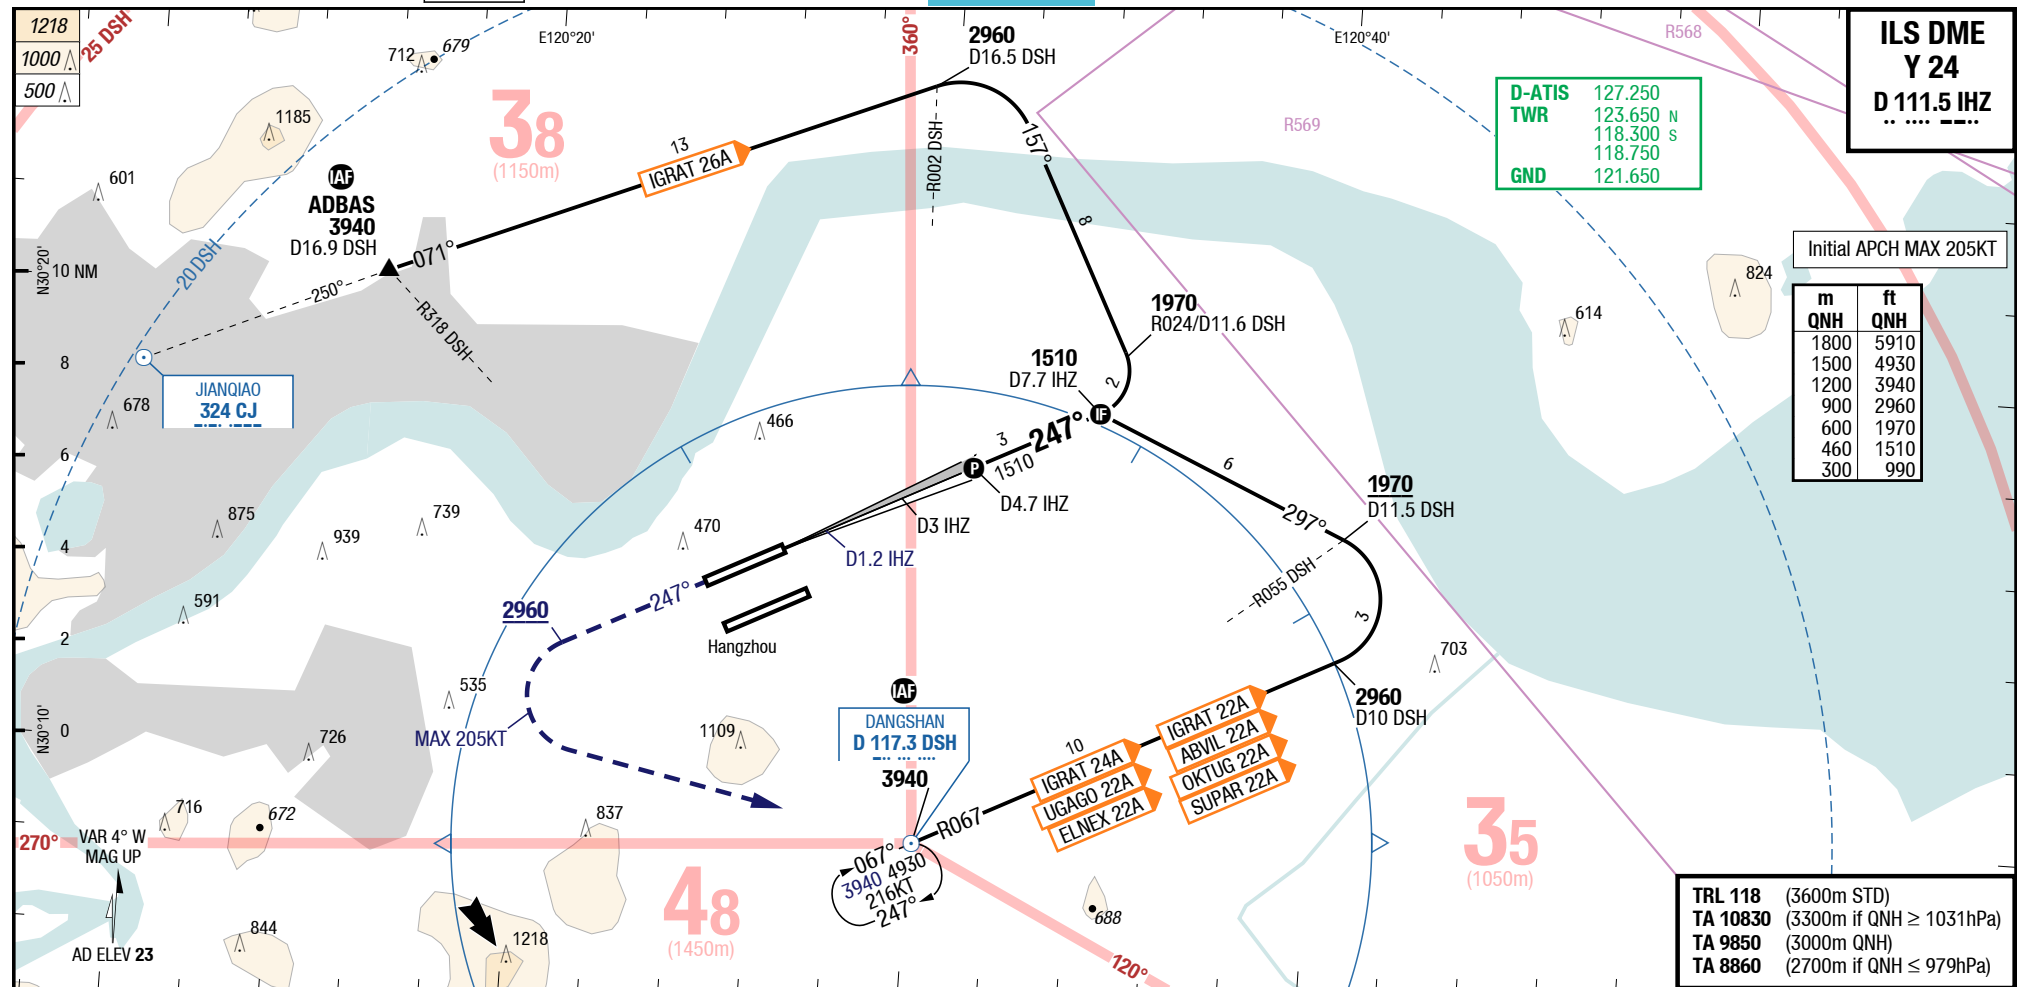 1218
1000
500
25 DSH
712
679
E120°20'
360°
2960
D16.5 DSH
E120°40'
R568
ILS DME
Y 24
D 111.5 IHZ
D-ATIS 127.250
TWR 123.650 N
118.300 S
118.750
GND 121.650
1185
38
(1150m)
R569
601
IAF
ADBAS
3940
D16.9 DSH
13
IGRAT 26A
R002 DSH
157°
8
071°
250°
R318 DSH
20 DSH
N30°20'
10 NM
Initial APCH MAX 205KT
m ft
QNH QNH
1800 5910
1500 4930
1200 3940
900 2960
600 1970
460 1510
300 990
824
614
1970
R024/D11.6 DSH
1510
D7.7 IHZ
2
IF
8
JIANQIAO
324 CJ
678
466
3
247°
1510
P
D4.7 IHZ
D3 IHZ
D1.2 IHZ
6
6
297°
1970
D11.5 DSH
R055 DSH
3
875
939
739
470
4
591
2960
247°
Hangzhou
2
703
535
IAF
DANGSHAN
D 117.3 DSH
3940
2960
D10 DSH
MAX 205KT
1109
726
N30°10'
0
10
IGRAT 24A
UGAGO 22A
ELNEX 22A
IGRAT 22A
ABVIL 22A
OKTUG 22A
SUPAR 22A
R067
716
672
837
270°
VAR 4° W
MAG UP
067°
3940 4930
216KT
247°
35
(1050m)
48
(1450m)
688
844
1218
AD ELEV 23
120°
TRL 118 (3600m STD)
TA 10830 (3300m if QNH ≥ 1031hPa)
TA 9850 (3000m QNH)
TA 8860 (2700m if QNH ≤ 979hPa)